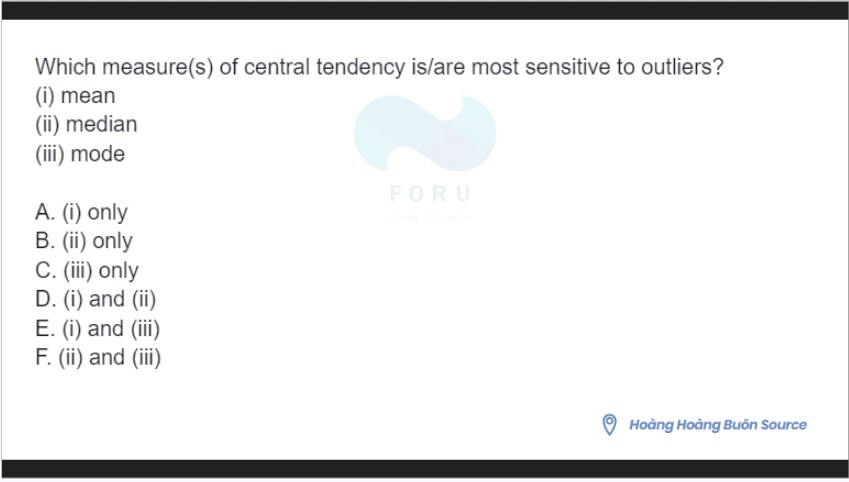 Which measure(s) of central tendency is/are most sensitive to outliers?
(i) mean
(ii) median
(iii) mode
FORU
A. (i) only
B. (ii) only
C. (iii) only
D. (i) and (ii)
E. (i) and (iii)
F. (ii) and (iii)
Hoàng Hoàng Buôn Source